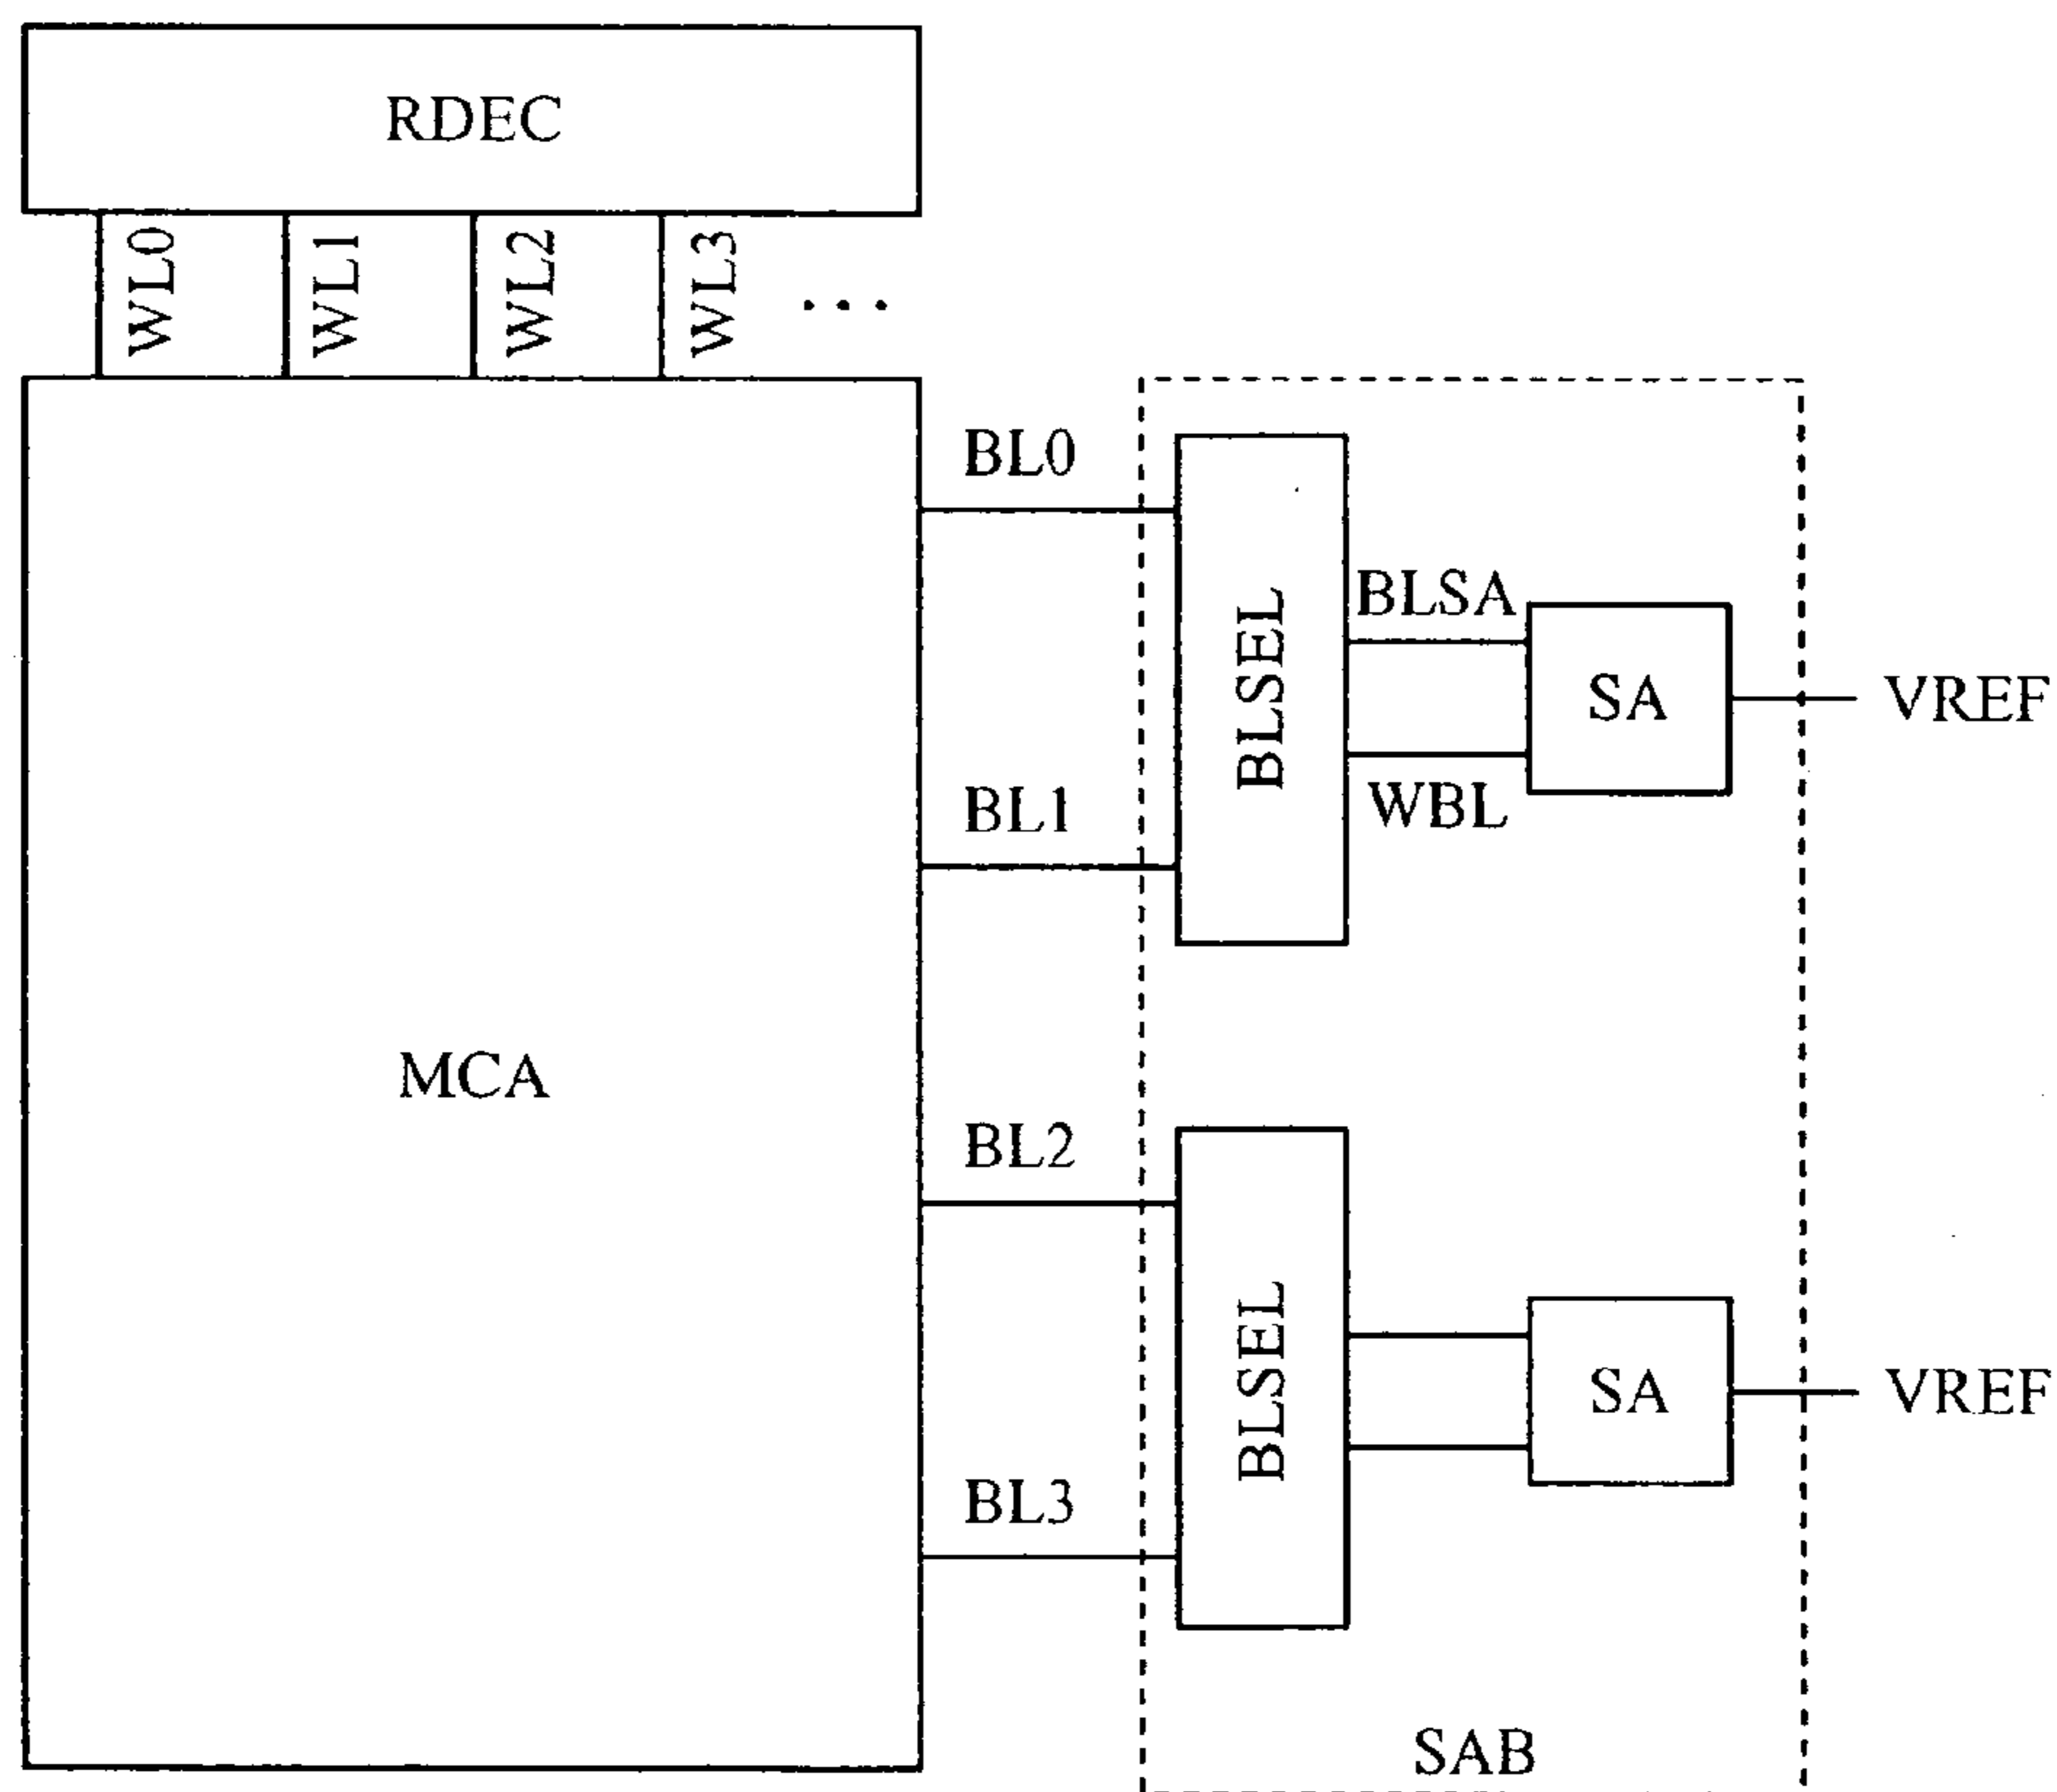 RDEC
WL0
WL1
WL2
WL3
...
BL0
BLSEL
BLSA
SA
VREF
WBL
BL1
MCA
BL2
BLSEL
SA
VREF
BL3
SAB